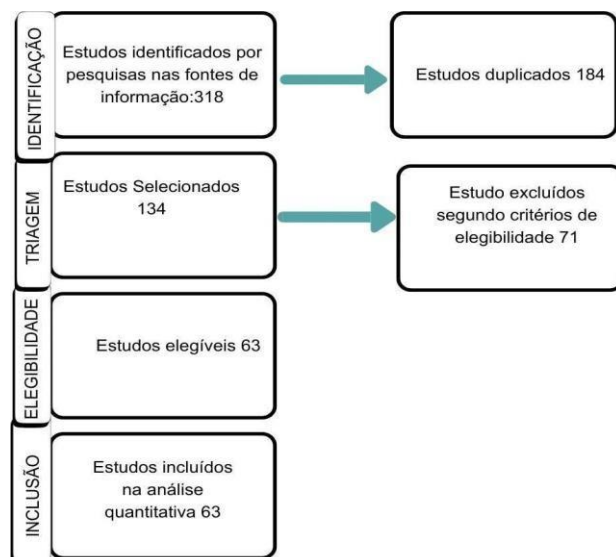 IDENTIFICAÇÃO
Estudos identificados por
pesquisas nas fontes de
informação:318
Estudos duplicados 184
TRIAGEM
Estudos Selecionados
134
Estudo excluídos
segundo critérios de
elegibilidade 71
ELEGIBILIDADE
Estudos elegíveis 63
INCLUSÃO
Estudos incluídos
na análise
quantitativa 63